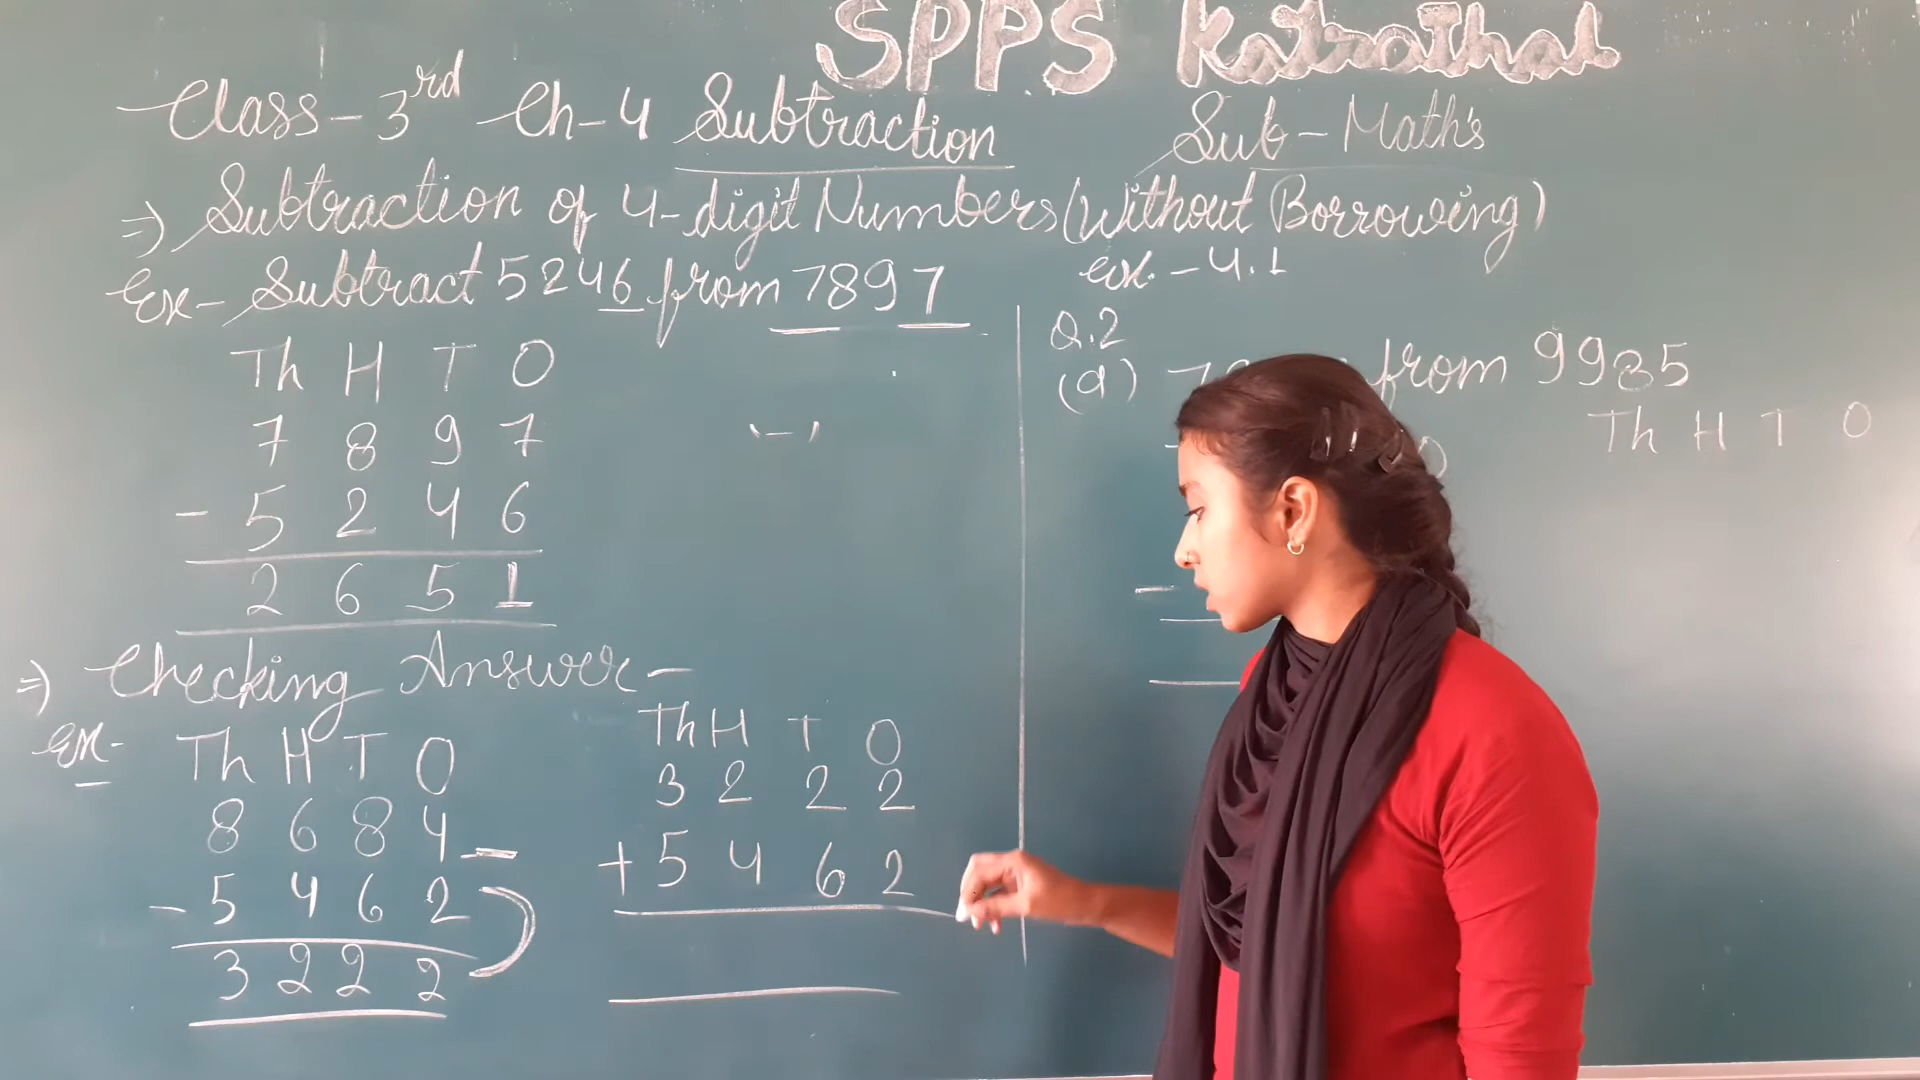 SPPS Katrathal
Class-3rd Ch-4 Subtraction Sub-Math's
=) Subtraction of 4-digit Numbers (Without Borrowing)
Ex- Subtract 5246 from 7897
Th H T O
7 8 9 7
- 5 2 4 6
2 6 5 1
=) Checking Answer-
Ex- Th H T O
8 6 8 4 -
- 5 4 6 2
3 2 2 2
Th H T O
3 2 2 2
+ 5 4 6 2
ex.-4.1
Q.2
(a) from 9985
Th H T O
O
-